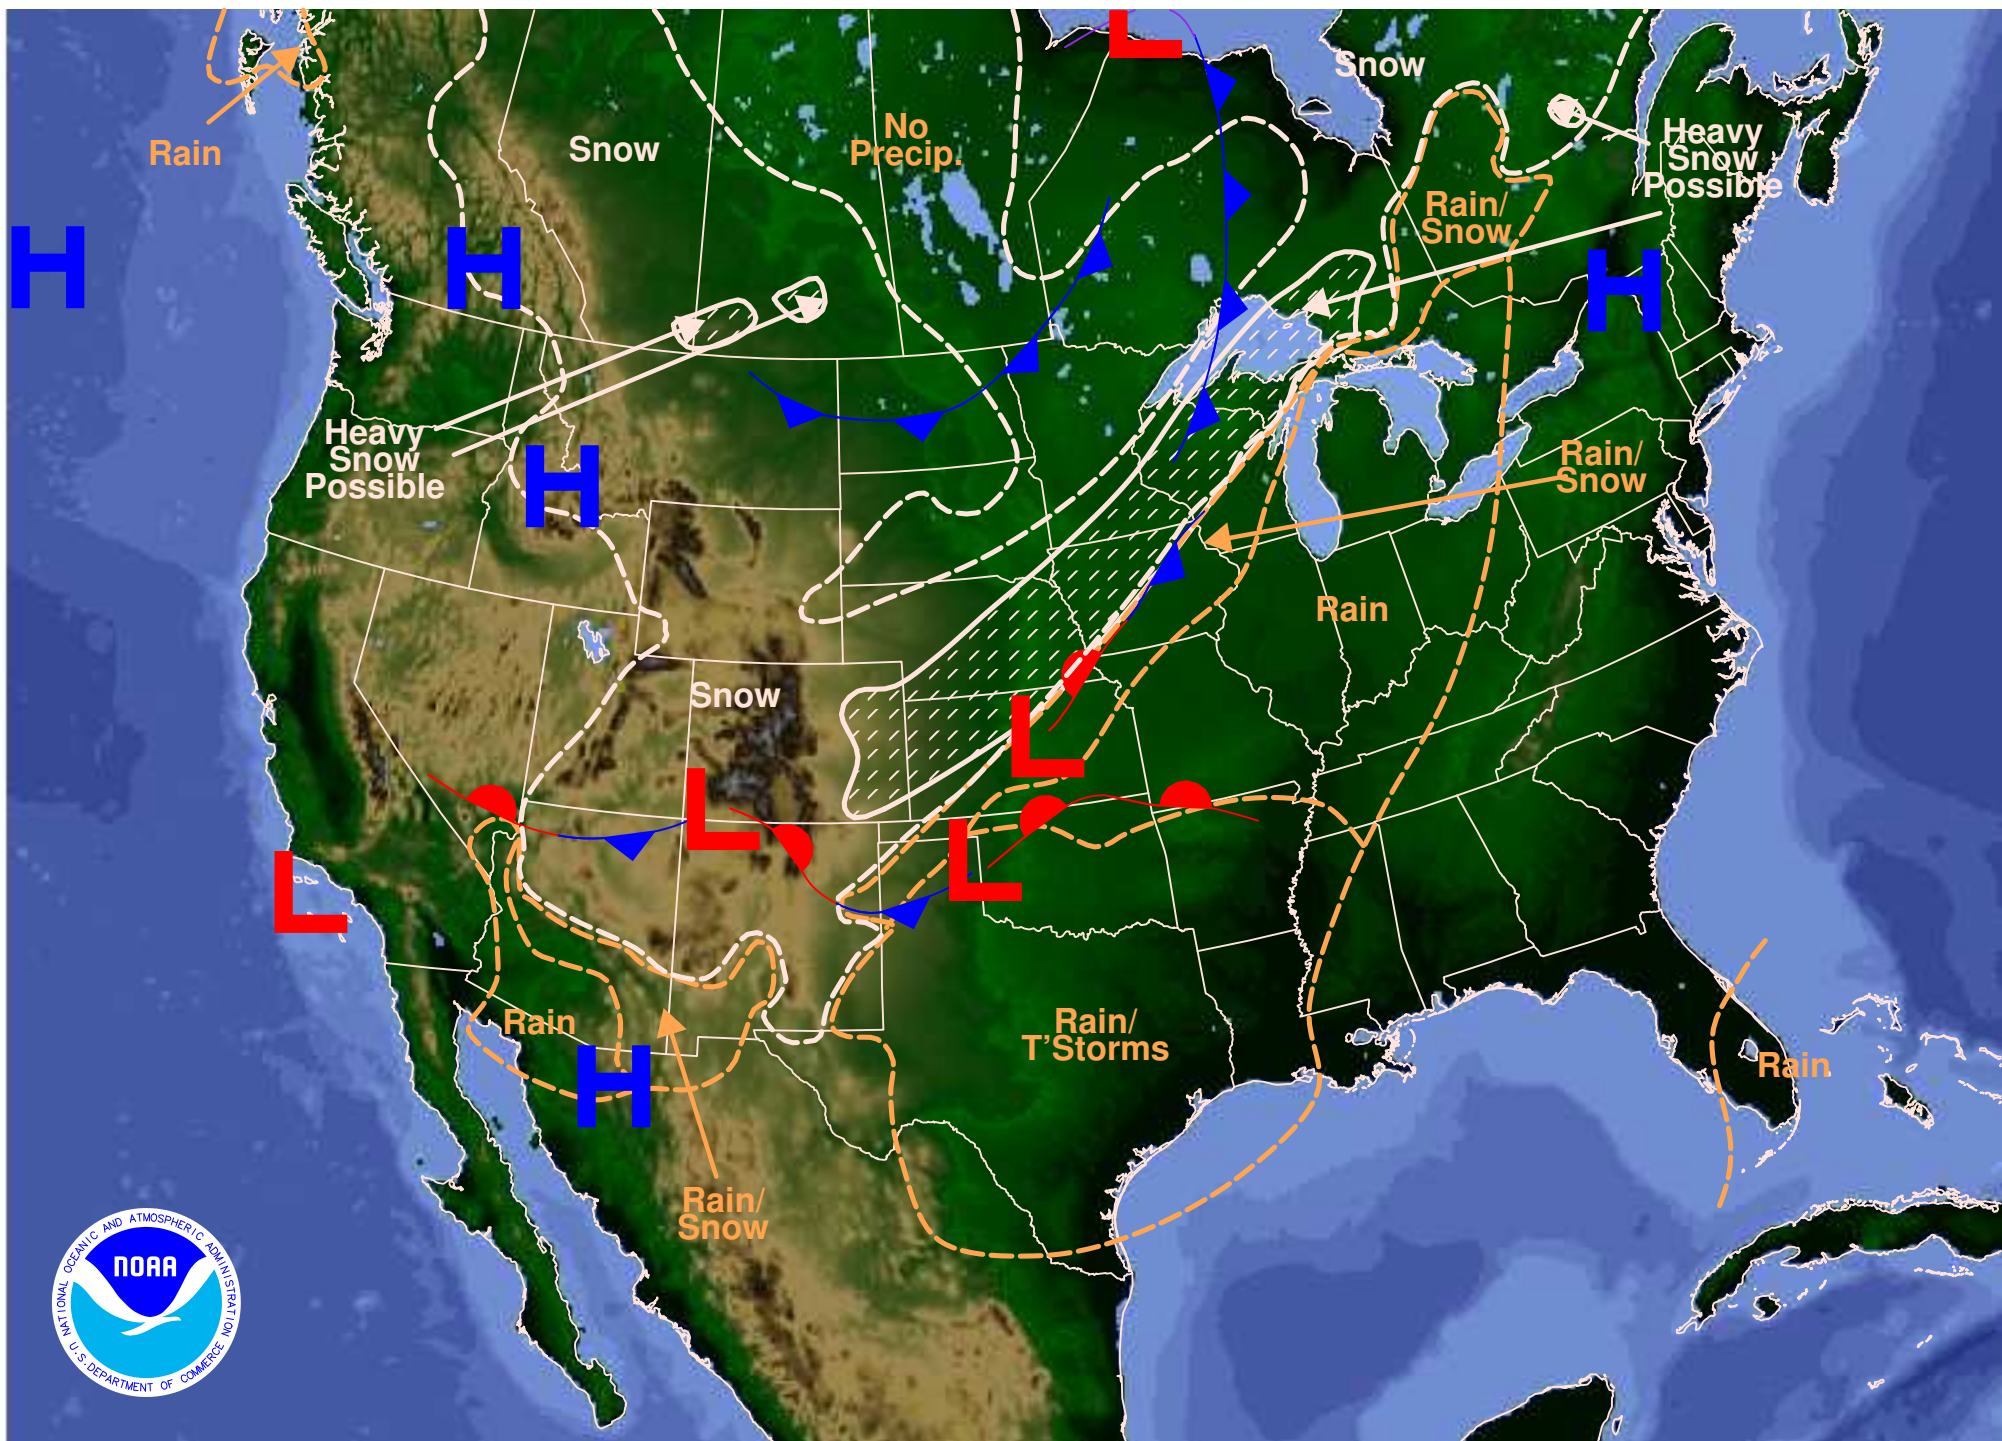 Snow
No
Precip.
Rain
Snow
Heavy
Snow
Possible
Rain/
Snow
H
H
H
L
Heavy
Snow
Possible
H
Rain/
Snow
Rain
Snow
L
L
L
L
Rain
Rain/
T'Storms
Rain
H
Rain/
Snow
NATIONAL OCEANIC AND ATMOSPHERIC ADMINISTRATION
NOAA
U.S. DEPARTMENT OF COMMERCE